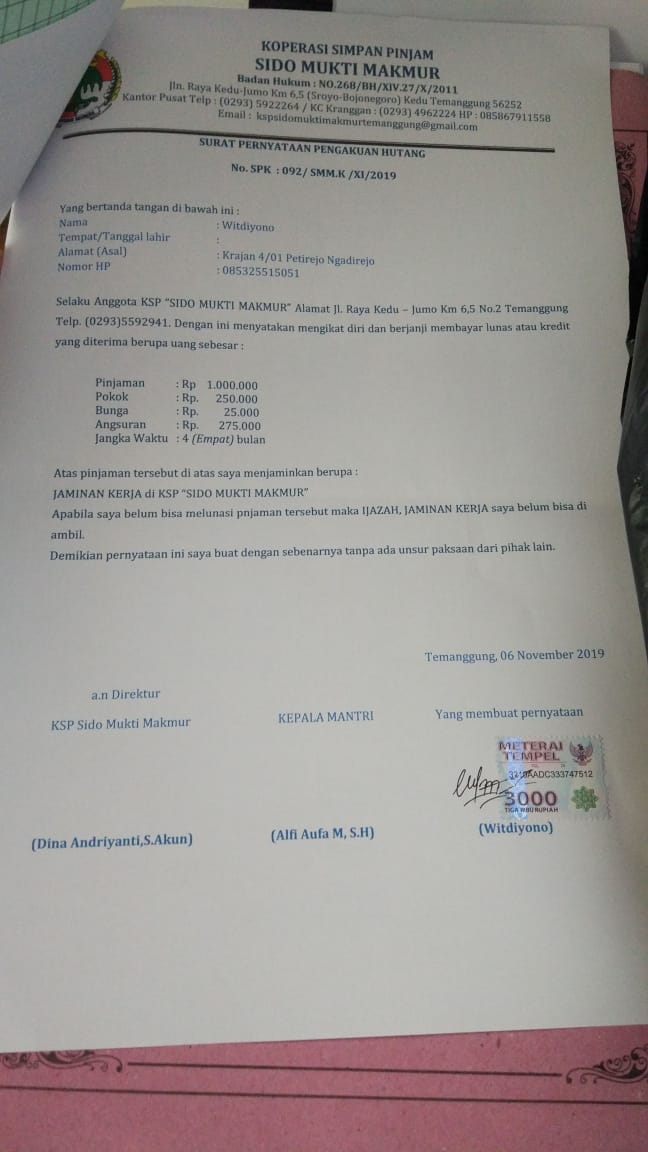 KOPERASI SIMPAN PINJAM
SIDO MUKTI MAKMUR
Badan Hukum : NO.268/BH/XIV.27/X/2011
Jln. Raya Kedu-Jumo Km 6,5 (Sroyo-Bojonegoro) Kedu Temanggung 56252
Kantor Pusat Telp : (0293) 5922264 / KC Kranggan : (0293) 4962224 HP : 085867911558
Email : kspsidomuktimakmurtemanggung@gmail.com
SURAT PERNYATAAN PENGAKUAN HUTANG
No. SPK : 092/ SMM.K /XI/2019
Yang bertanda tangan di bawah ini :
Nama : Witdiyono
Tempat/Tanggal lahir :
Alamat (Asal) : Krajan 4/01 Petirejo Ngadirejo
Nomor HP : 085325515051
Selaku Anggota KSP "SIDO MUKTI MAKMUR" Alamat Jl. Raya Kedu – Jumo Km 6,5 No.2 Temanggung
Telp. (0293)5592941. Dengan ini menyatakan mengikat diri dan berjanji membayar lunas atau kredit
yang diterima berupa uang sebesar :
Pinjaman : Rp 1.000.000
Pokok : Rp. 250.000
Bunga : Rp. 25.000
Angsuran : Rp. 275.000
Jangka Waktu : 4 (Empat) bulan
Atas pinjaman tersebut di atas saya menjaminkan berupa :
JAMINAN KERJA di KSP "SIDO MUKTI MAKMUR"
Apabila saya belum bisa melunasi pnjaman tersebut maka IJAZAH, JAMINAN KERJA saya belum bisa di
ambil.
Demikian pernyataan ini saya buat dengan sebenarnya tanpa ada unsur paksaan dari pihak lain.
Temanggung, 06 November 2019
a.n Direktur
KSP Sido Mukti Makmur KEPALA MANTRI Yang membuat pernyataan
METERAI
TEMPEL
3000
TIGA RIBU RUPIAH
(Dina Andriyanti,S.Akun) (Alfi Aufa M, S.H) (Witdiyono)